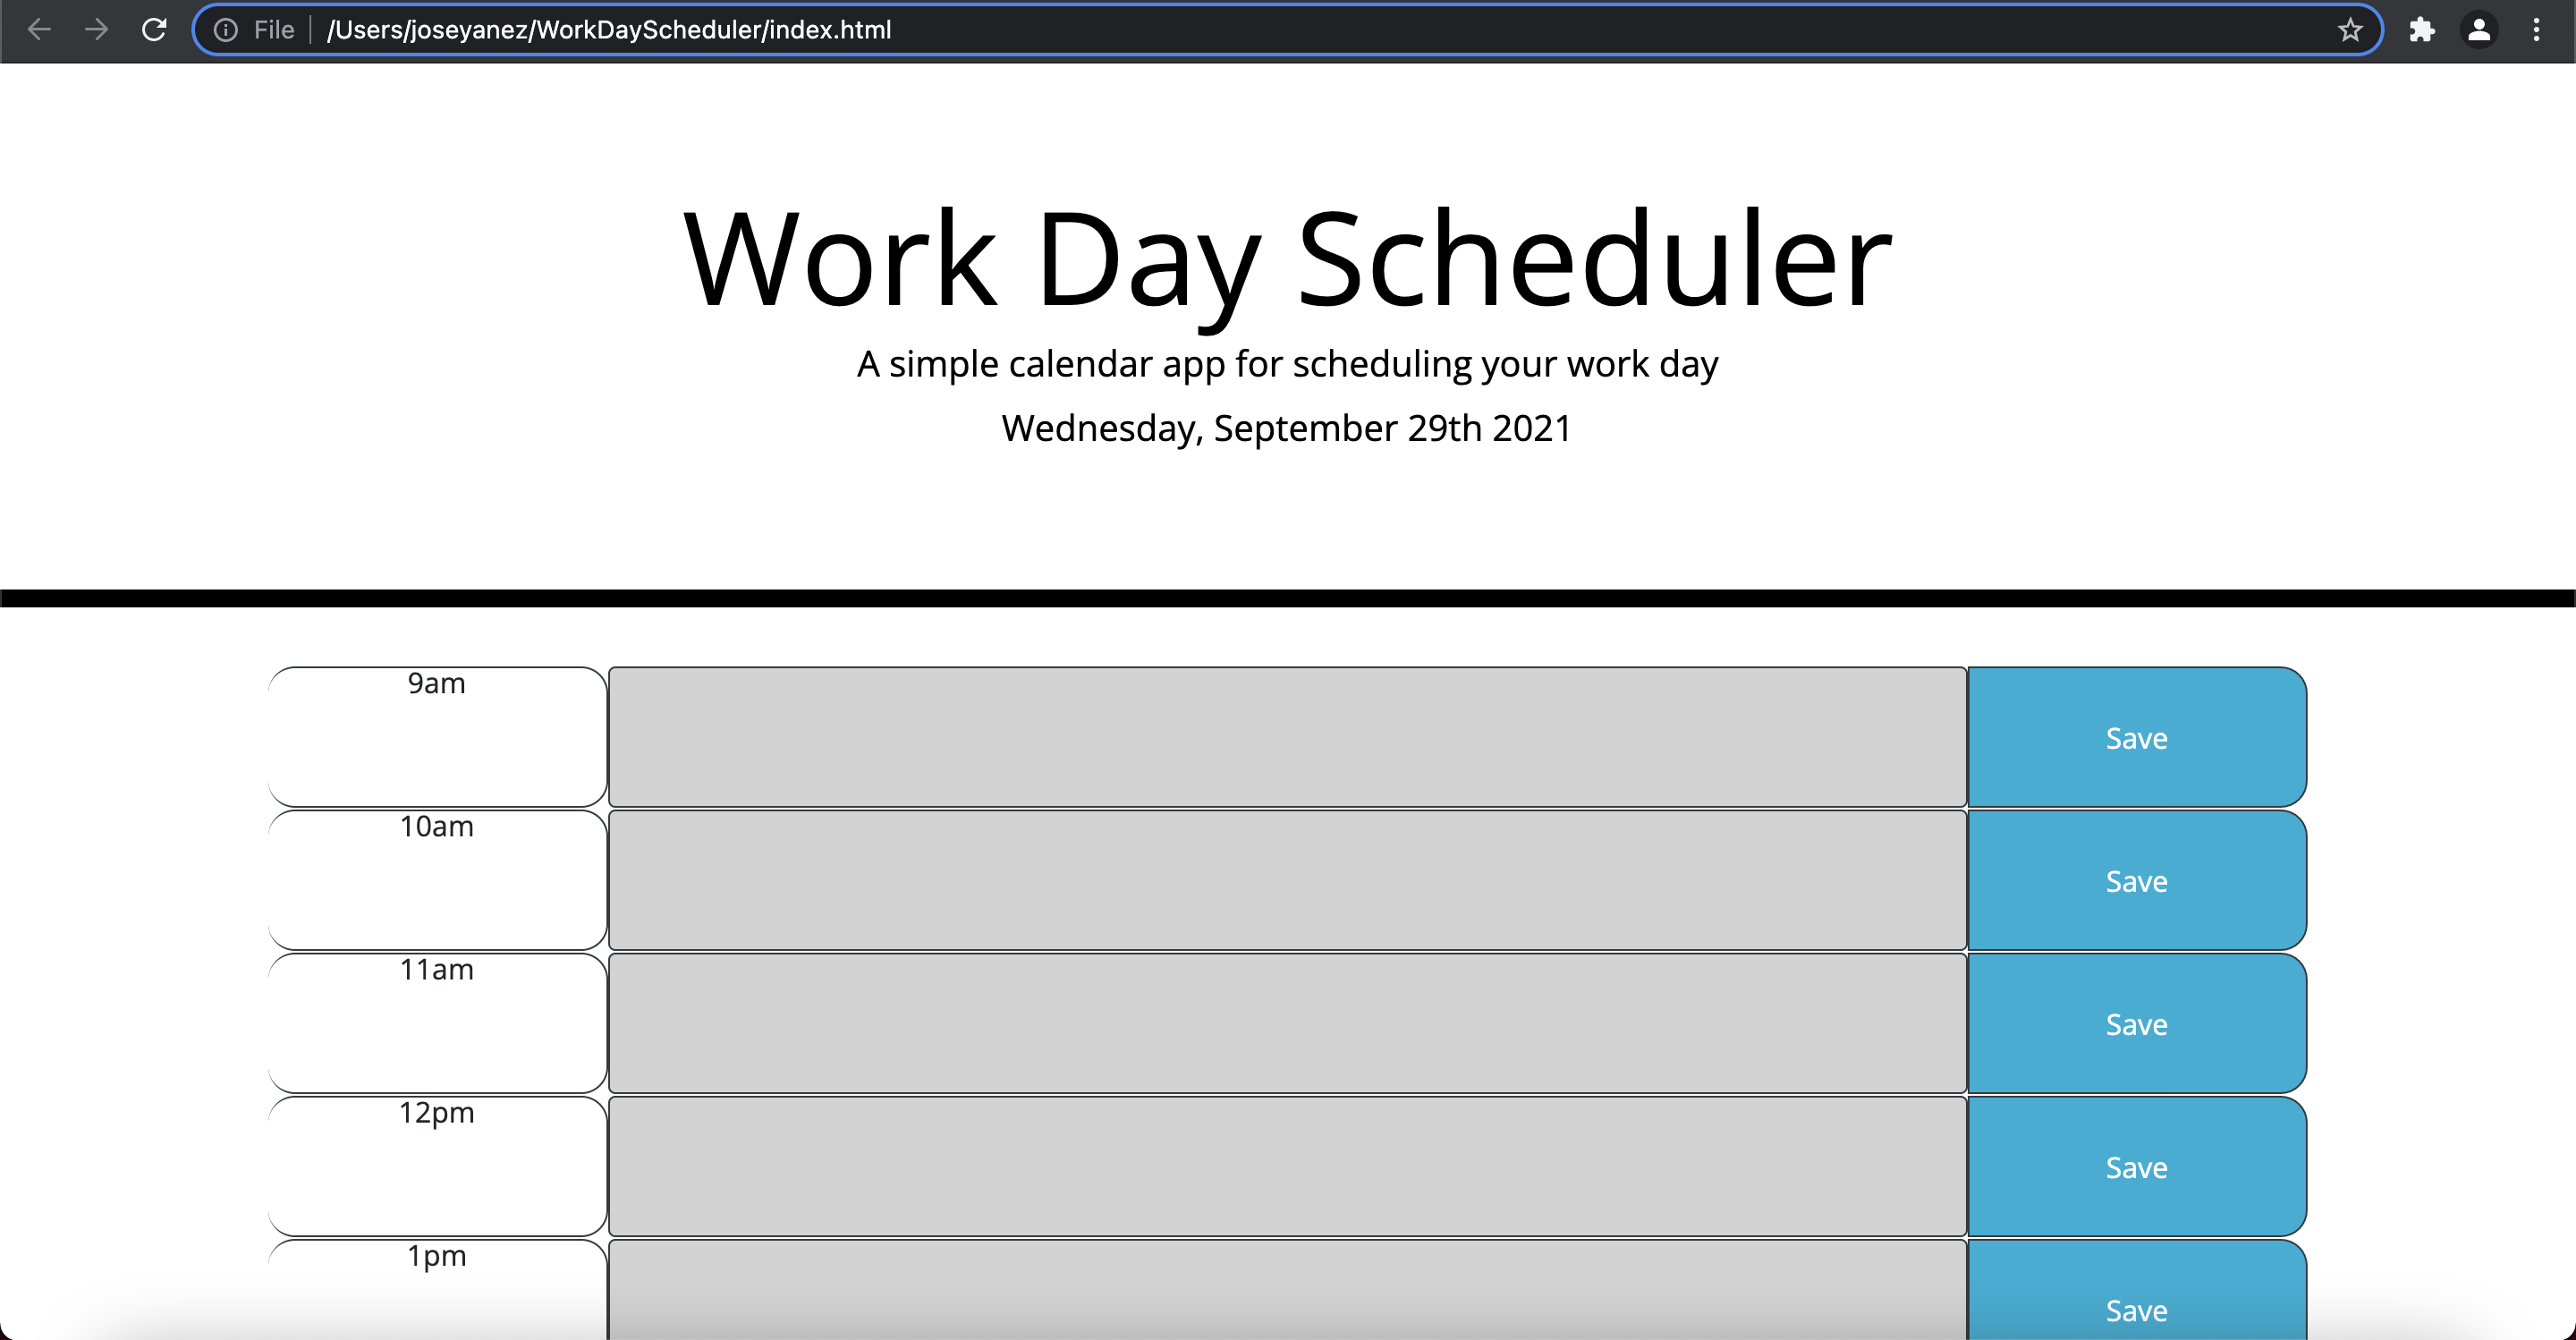 File /Users/joseyanez/WorkDayScheduler/index.html
Work Day Scheduler
A simple calendar app for scheduling your work day
Wednesday, September 29th 2021
9am
Save
10am
Save
11am
Save
12pm
Save
1pm
Save